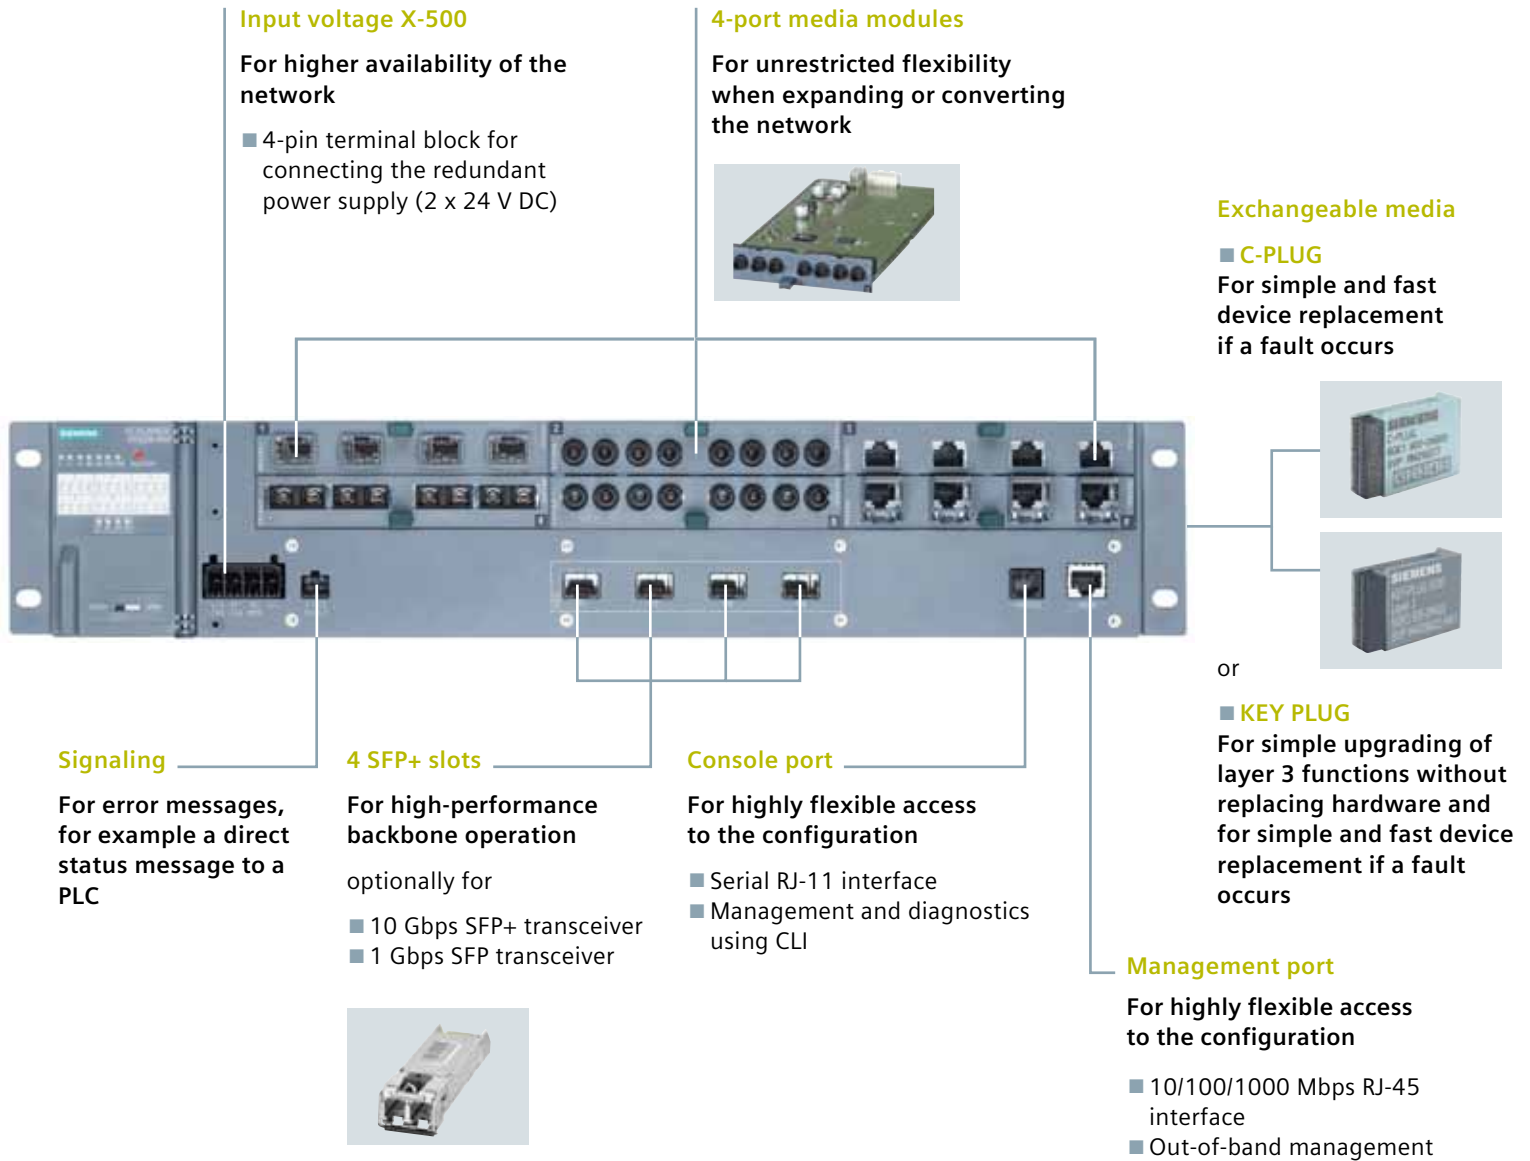 Input voltage X-500
For higher availability of the
network
4-pin terminal block for
connecting the redundant
power supply (2 x 24 V DC)
4-port media modules
For unrestricted flexibility
when expanding or converting
the network
Exchangeable media
C-PLUG
For simple and fast
device replacement
if a fault occurs
SIEMENS
C-PLUG
SIEMENS
SIEMENS
or
KEY PLUG
For simple upgrading of
layer 3 functions without
replacing hardware and
for simple and fast device
replacement if a fault
occurs
Signaling
For error messages,
for example a direct
status message to a
PLC
4 SFP+ slots
For high-performance
backbone operation
optionally for
10 Gbps SFP+ transceiver
1 Gbps SFP transceiver
Console port
For highly flexible access
to the configuration
Serial RJ-11 interface
Management and diagnostics
using CLI
Management port
For highly flexible access
to the configuration
10/100/1000 Mbps RJ-45
interface
Out-of-band management